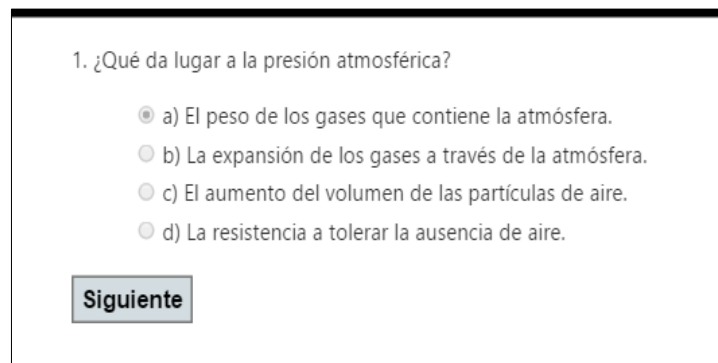 1. ¿Qué da lugar a la presión atmosférica?
a) El peso de los gases que contiene la atmósfera.
b) La expansión de los gases a través de la atmósfera.
c) El aumento del volumen de las partículas de aire.
d) La resistencia a tolerar la ausencia de aire.
Siguiente